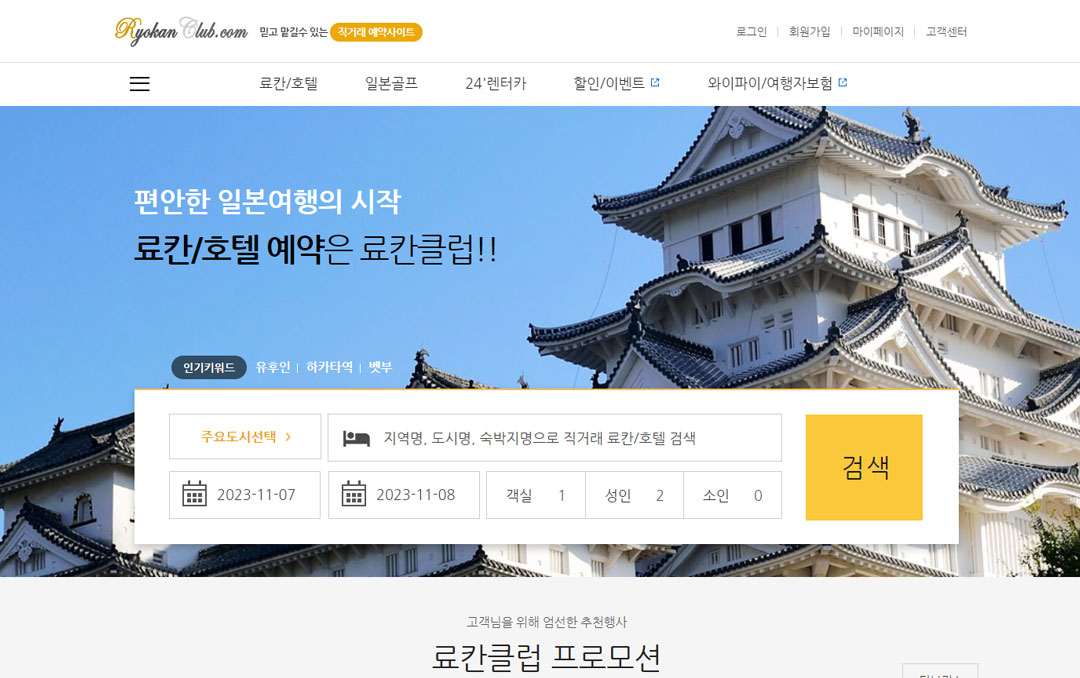 Ryokan Club.com 믿고 맡길수 있는 직거래 예약사이트
로그인 회원가입 마이페이지 고객센터
료칸/호텔 일본골프 24'렌터카 할인/이벤트 와이파이/여행자보험
편안한 일본여행의 시작
료칸/호텔 예약은 료칸클럽!!
인기키워드 유후인 | 하카타역 | 벳부
주요도시선택 > 지역명, 도시명, 숙박지명으로 직거래 료칸/호텔 검색
2023-11-07 2023-11-08 객실 1 성인 2 소인 0
검색
고객님을 위해 엄선한 추천행사
료칸클럽 프로모션